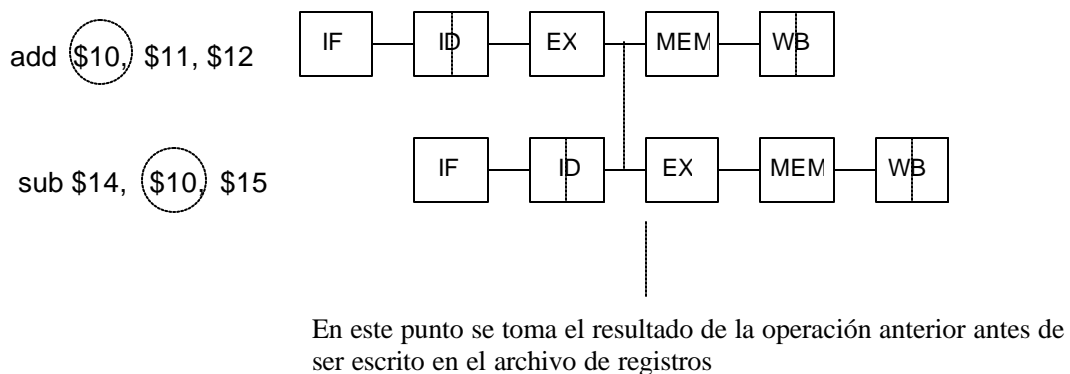 add $10, $11, $12
IF ID EX MEM WB
sub $14, $10, $15
IF ID EX MEM WB
En este punto se toma el resultado de la operación anterior antes de
ser escrito en el archivo de registros